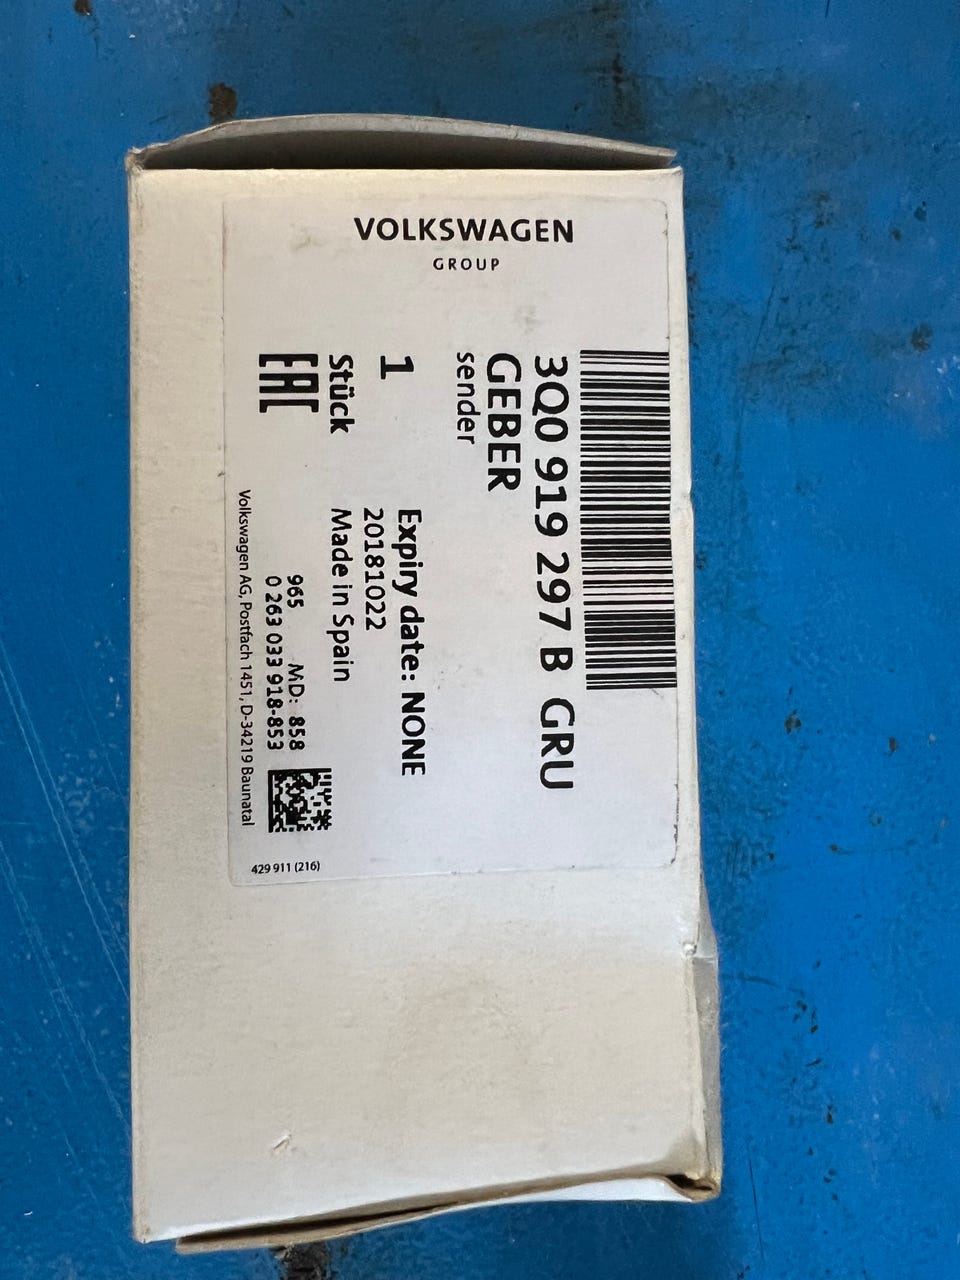 VOLKSWAGEN
GROUP
3Q0 919 297 B GRU
GEBER
sender
Expiry date: NONE
1
20181022
Stück
Made in Spain
EAC
965 MD: 858
0 263 033 918-853
Volkswagen AG, Postfach 1451, D-34219 Baunatal
429 911 (216)